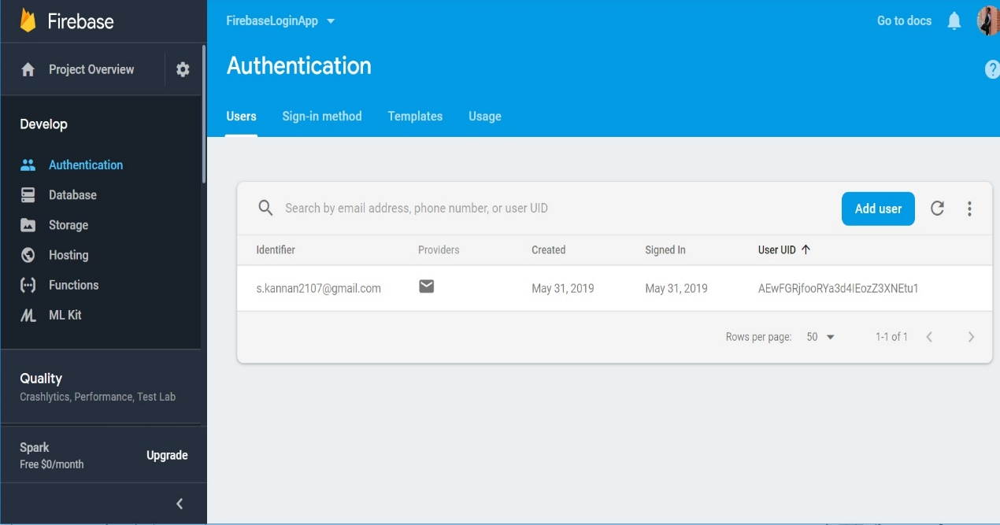 Firebase
Project Overview
Develop
Authentication
Database
Storage
Hosting
Functions
ML Kit
Quality
Crashlytics, Performance, Test Lab
Spark
Free $0/month
Upgrade
FirebaseLoginApp
Go to docs
Authentication
Users Sign-in method Templates Usage
Search by email address, phone number, or user UID
Add user
Identifier Providers Created Signed In User UID
s.kannan2107@gmail.com May 31, 2019 May 31, 2019 AEwFGRjfooRYa3d4IEozZ3XNEtu1
Rows per page: 50 1-1 of 1